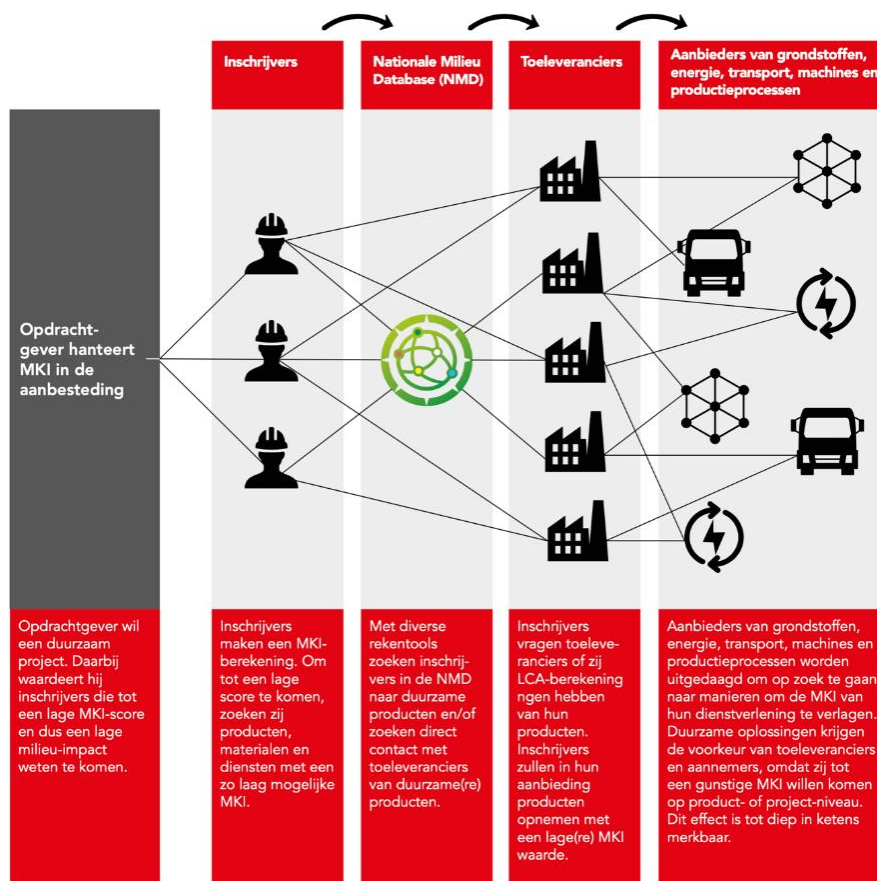 Inschrijvers
Nationale Milieu
Database (NMD)
Toeleveranciers
Aanbieders van grondstoffen,
energie, transport, machines en
productieprocessen
Opdracht-
gever hanteert
MKI in de
aanbesteding
Opdrachtgever wil
een duurzaam
project. Daarbij
waardeert hij
inschrijvers die tot
een lage MKI-score
en dus een lage
milieu-impact
weten te komen.
Inschrijvers
maken een MKI-
berekening. Om
tot een lage
score te komen,
zoeken zij
producten,
materialen en
diensten met een
zo laag mogelijke
MKI.
Met diverse
rekentools
zoeken inschrij-
vers in de NMD
naar duurzame
producten en/of
zoeken direct
contact met
toeleveranciers
van duurzame(re)
producten.
Inschrijvers
vragen toeleve-
ranciers of zij
LCA-berekening
ngen hebben
van hun
producten.
Inschrijvers
zullen in hun
aanbieding
producten
opnemen met
een lage(re) MKI
waarde.
Aanbieders van grondstoffen,
energie, transport, machines en
productieprocessen worden
uitgedaagd om op zoek te gaan
naar manieren om de MKI van
hun dienstverlening te verlagen.
Duurzame oplossingen krijgen
de voorkeur van toeleveranciers
en aannemers, omdat zij tot
een gunstige MKI willen komen
op product- of project-niveau.
Dit effect is tot diep in ketens
merkbaar.